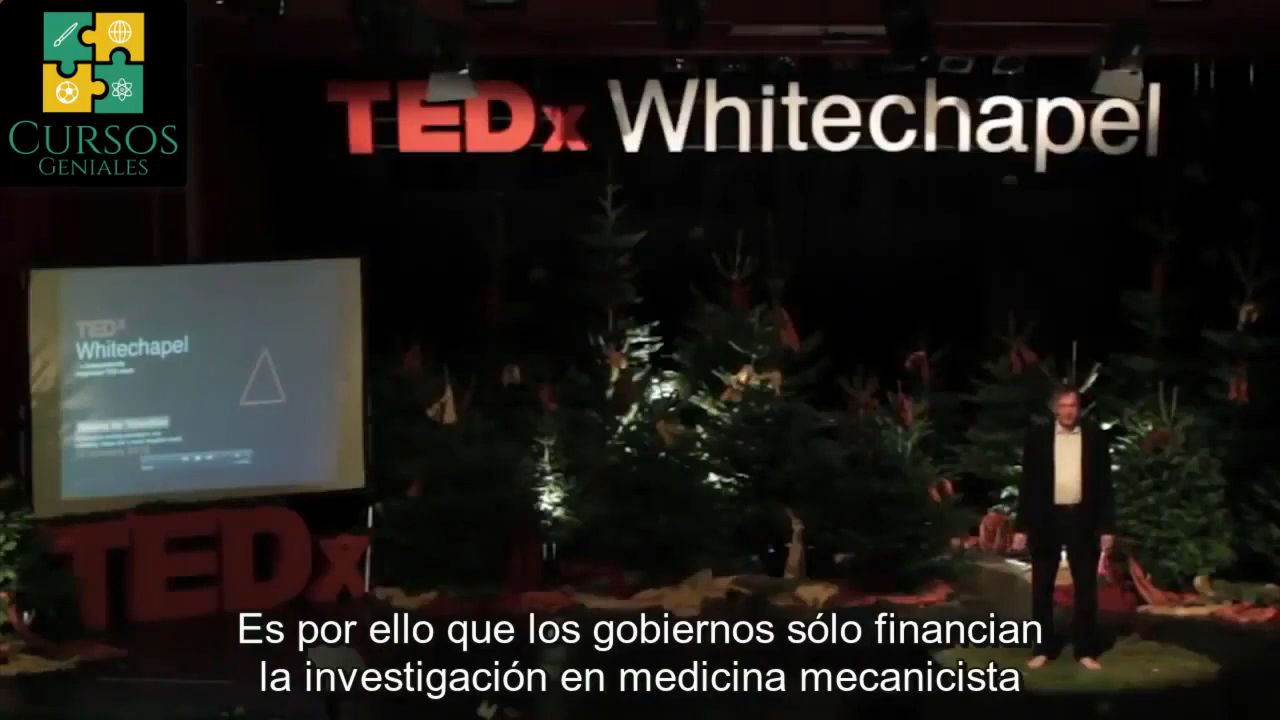 CURSOS
GENIALES
TEDx Whitechapel
TEDx
Whitechapel
TEDx
Es por ello que los gobiernos sólo financian
la investigación en medicina mecanicista